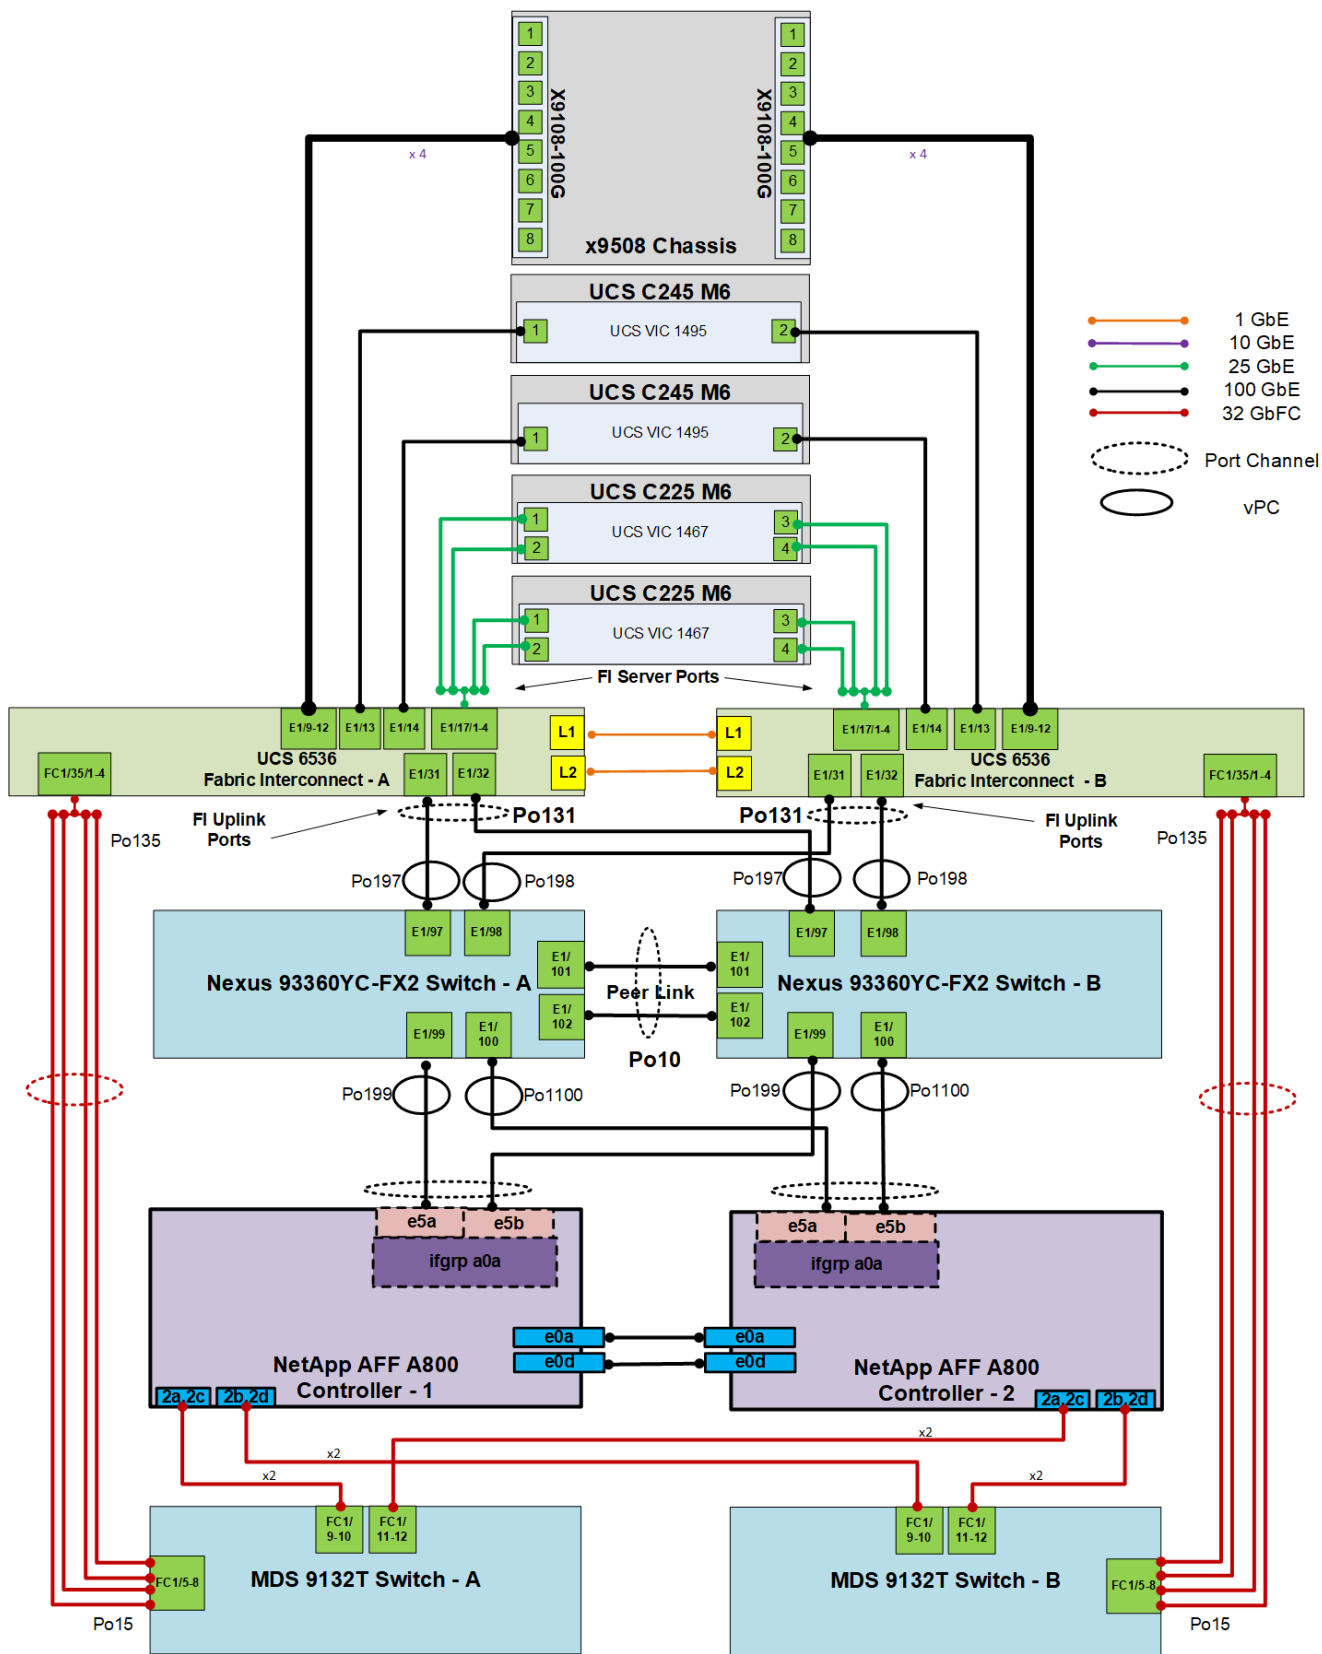 1
2
3
4
5
6
7
8
X9108-100G
X9108-100G
1
2
3
4
5
6
7
8
x 4
x 4
x9508 Chassis
UCS C245 M6
1
UCS VIC 1495
2
UCS C245 M6
1
UCS VIC 1495
2
UCS C225 M6
1
2
UCS VIC 1467
3
4
UCS C225 M6
1
2
UCS VIC 1467
3
4
1 GbE
10 GbE
25 GbE
100 GbE
32 GbFC
Port Channel
vPC
FI Server Ports
E1/9-12
E1/13
E1/14
E1/17/1-4
L1
L2
UCS 6536
Fabric Interconnect - A
FC1/35/1-4
E1/31
E1/32
L1
L2
E1/17/1-4
E1/14
E1/13
E1/9-12
E1/31
E1/32
UCS 6536
Fabric Interconnect - B
FC1/35/1-4
FI Uplink
Ports
Po131
Po131
FI Uplink
Ports
Po135
Po135
Po197
Po198
Po197
Po198
E1/97
E1/98
E1/97
E1/98
Nexus 93360YC-FX2 Switch - A
E1/
101
E1/
102
Peer Link
E1/
101
E1/
102
Nexus 93360YC-FX2 Switch - B
E1/99
E1/
100
E1/99
E1/
100
Po10
Po199
Po1100
Po199
Po1100
e5a
e5b
ifgrp a0a
e5a
e5b
ifgrp a0a
e0a
e0d
e0a
e0d
NetApp AFF A800
Controller - 1
NetApp AFF A800
Controller - 2
2a,2c
2b,2d
2a,2c
2b,2d
x2
x2
x2
x2
FC1/
9-10
FC1/
11-12
FC1/
9-10
FC1/
11-12
FC1/5-8
MDS 9132T Switch - A
MDS 9132T Switch - B
FC1/5-8
Po15
Po15